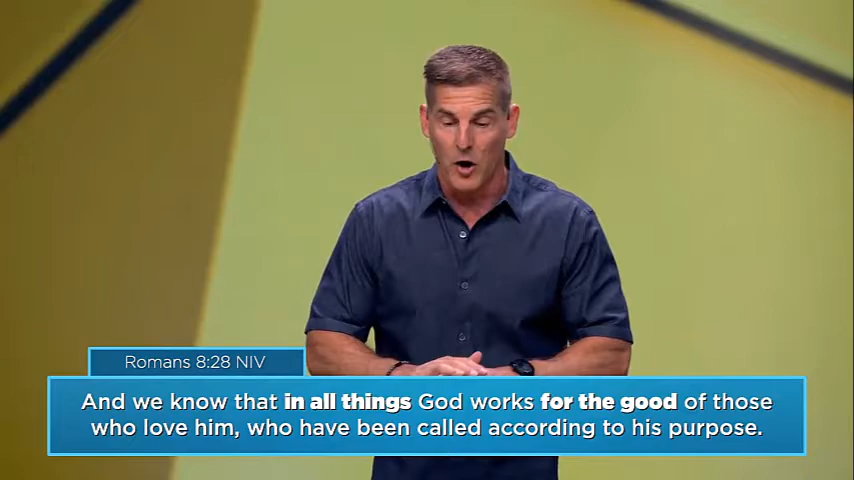 Romans 8:28 NIV
And we know that in all things God works for the good of those
who love him, who have been called according to his purpose.